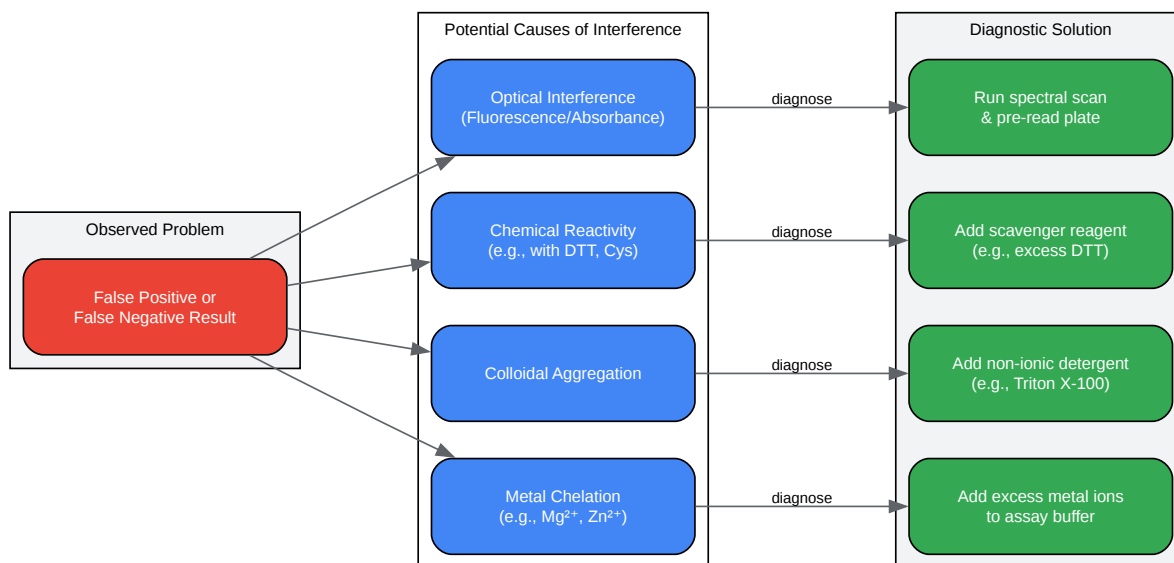 Observed Problem
False Positive or
False Negative Result
Potential Causes of Interference
Optical Interference
(Fluorescence/Absorbance)
Chemical Reactivity
(e.g., with DTT, Cys)
Colloidal Aggregation
Metal Chelation
(e.g., Mg²⁺, Zn²⁺)
diagnose
diagnose
diagnose
diagnose
Diagnostic Solution
Run spectral scan
& pre-read plate
Add scavenger reagent
(e.g., excess DTT)
Add non-ionic detergent
(e.g., Triton X-100)
Add excess metal ions
to assay buffer